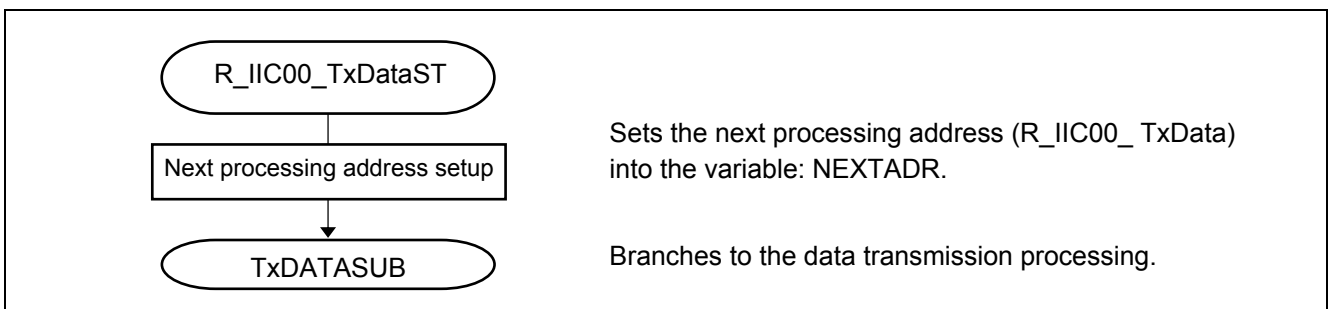 R_IIC00_TxDataST
Next processing address setup
Sets the next processing address (R_IIC00_ TxData)
into the variable: NEXTADR.
TxDATASUB
Branches to the data transmission processing.